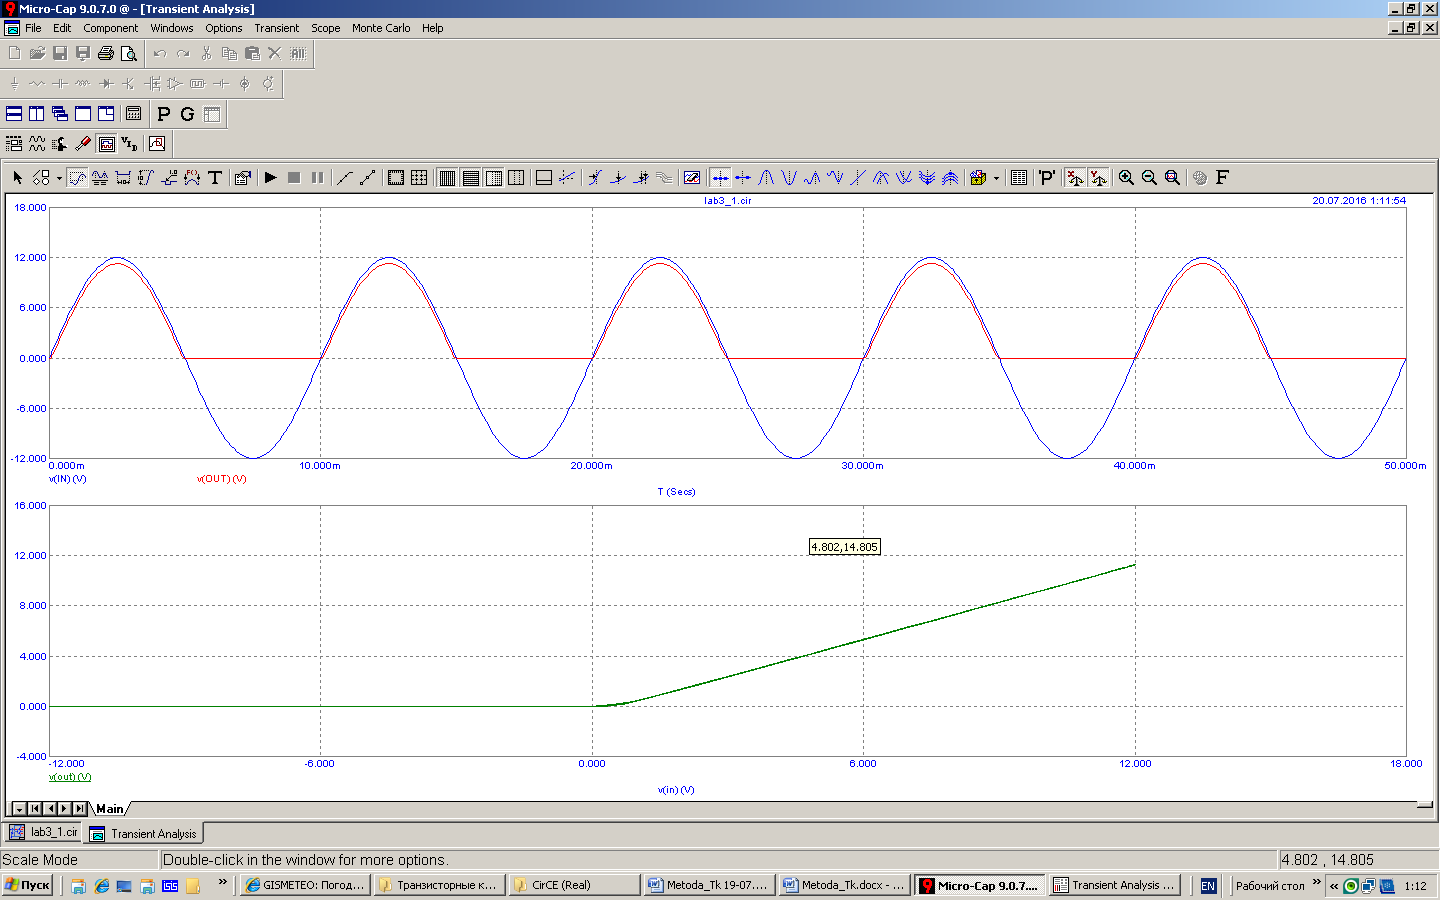 Micro-Cap 9.0.7.0 @ - [Transient Analysis]
File Edit Component Windows Options Transient Scope Monte Carlo Help
P G
T 'P' F
lab3_1.cir 20.07.2016 1:11:54
18.000
12.000
6.000
0.000
-6.000
-12.000
0.000m 10.000m 20.000m 30.000m 40.000m 50.000m
v(IN) (V) v(OUT) (V)
T (Secs)
16.000
12.000
4.802,14.805
8.000
4.000
0.000
-4.000
-12.000 -6.000 0.000 6.000 12.000 18.000
v(out) (V)
v(in) (V)
Main
lab3_1.cir Transient Analysis
Scale Mode Double-click in the window for more options. 4.802 , 14.805
Пуск » GISMETEO: Погод... Транзисторные к... CirCE (Real) Metoda_Tk 19-07.... Metoda_Tk.docx - ... Micro-Cap 9.0.7.... Transient Analysis ... EN Рабочий стол » « 1:12